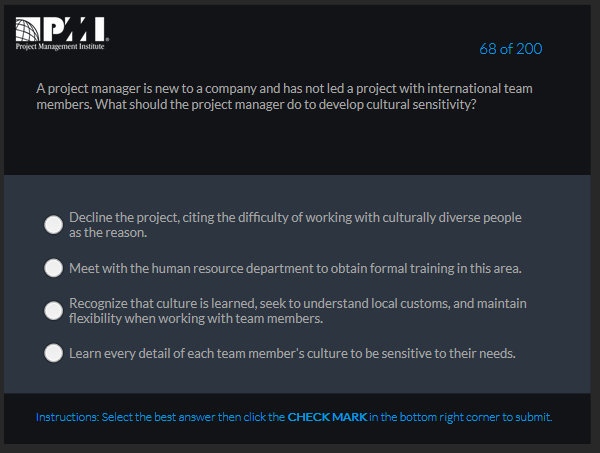 PMI
Project Management Institute
68 of 200
A project manager is new to a company and has not led a project with international team
members. What should the project manager do to develop cultural sensitivity?
Decline the project, citing the difficulty of working with culturally diverse people
as the reason.
Meet with the human resource department to obtain formal training in this area.
Recognize that culture is learned, seek to understand local customs, and maintain
flexibility when working with team members.
Learn every detail of each team member's culture to be sensitive to their needs.
Instructions: Select the best answer then click the CHECK MARK in the bottom right corner to submit.